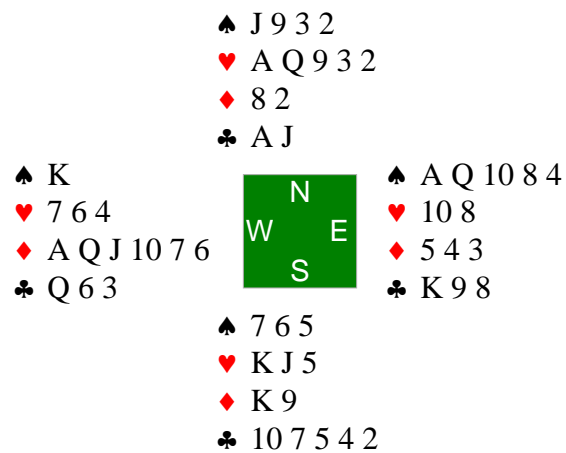 ♠ J 9 3 2
♥ A Q 9 3 2
♦ 8 2
♣ A J
♠ K
♥ 7 6 4
♦ A Q J 10 7 6
♣ Q 6 3
N
W E
S
♠ A Q 10 8 4
♥ 10 8
♦ 5 4 3
♣ K 9 8
♠ 7 6 5
♥ K J 5
♦ K 9
♣ 10 7 5 4 2